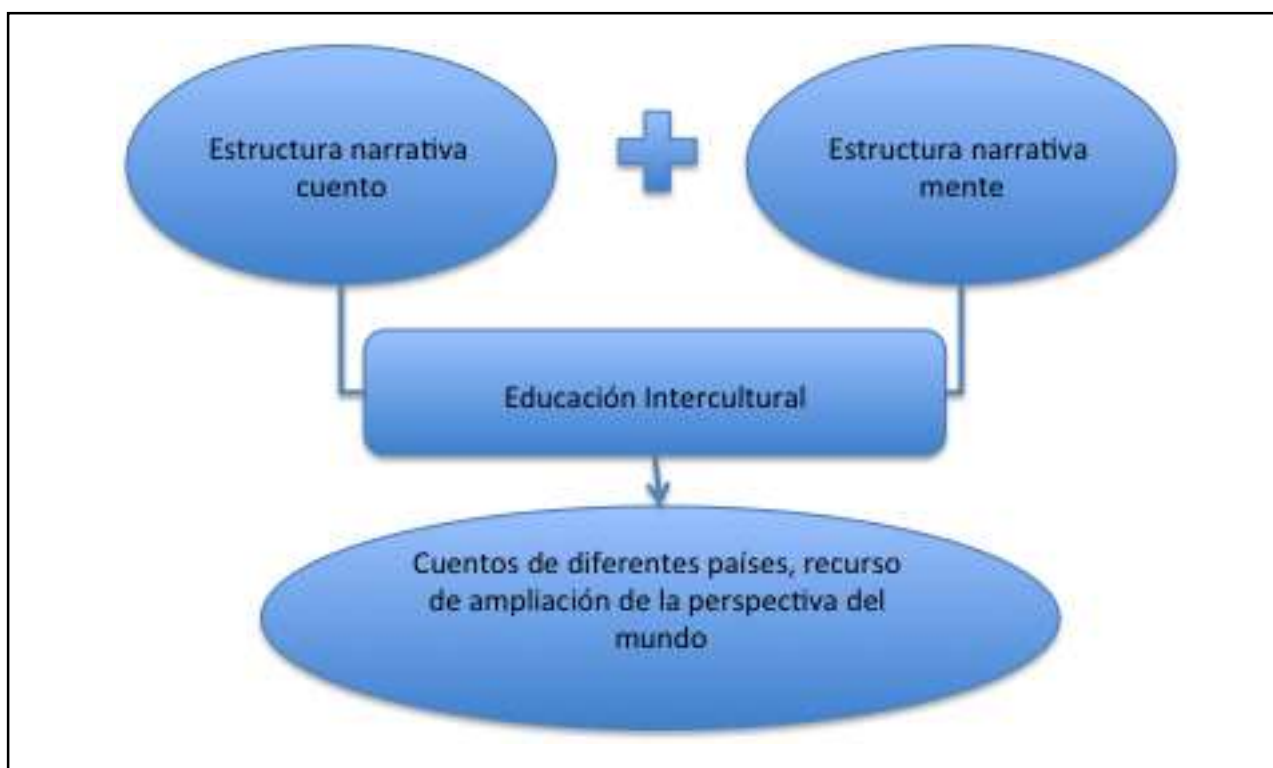 Estructura narrativa
cuento
Estructura narrativa
mente
Educación Intercultural
Cuentos de diferentes países, recurso
de ampliación de la perspectiva del
mundo